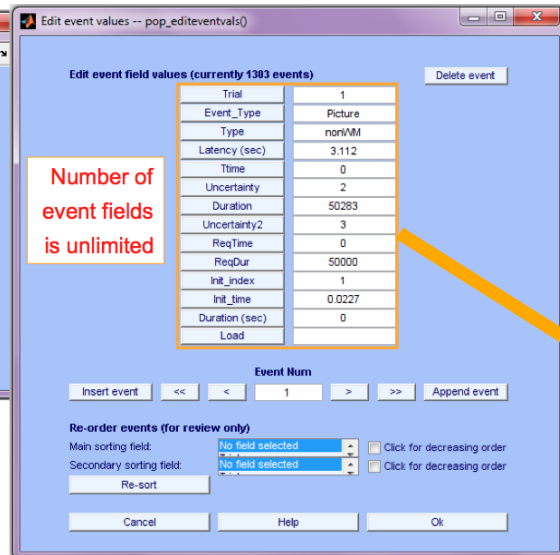 Edit event values -- pop_editeventvals()
Edit event field values (currently 1303 events)
Delete event
Trial 1
Event_Type Picture
Type nonWM
Latency (sec) 3.112
Ttime 0
Uncertainty 2
Duration 50283
Uncertainty2 3
ReqTime 0
ReqDur 50000
Init_index 1
Init_time 0.0227
Duration (sec) 0
Load
Number of
event fields
is unlimited
Event Num
Insert event << < 1 > >> Append event
Re-order events (for review only)
Main sorting field: No field selected Click for decreasing order
Secondary sorting field: No field selected Click for decreasing order
Re-sort
Cancel Help Ok